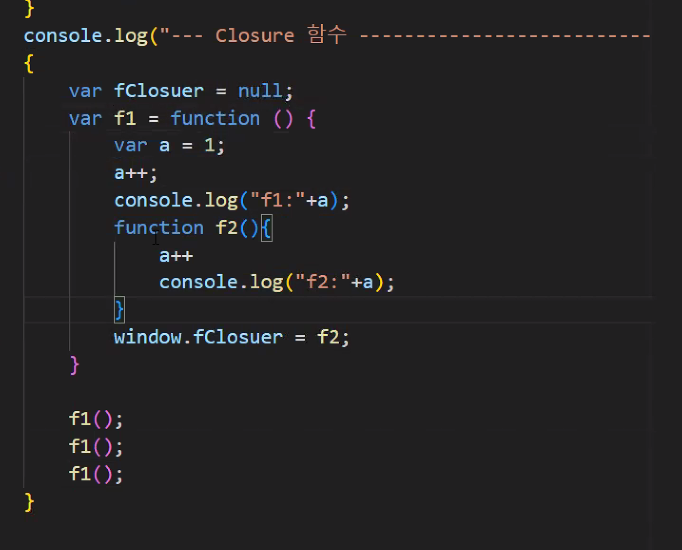 }
console.log("--- Closure 함수 --------------------------
{
var fClosuer = null;
var f1 = function () {
var a = 1;
a++;
console.log("f1:"+a);
function f2(){
a++
console.log("f2:"+a);
}
window.fClosuer = f2;
}
f1();
f1();
f1();
}